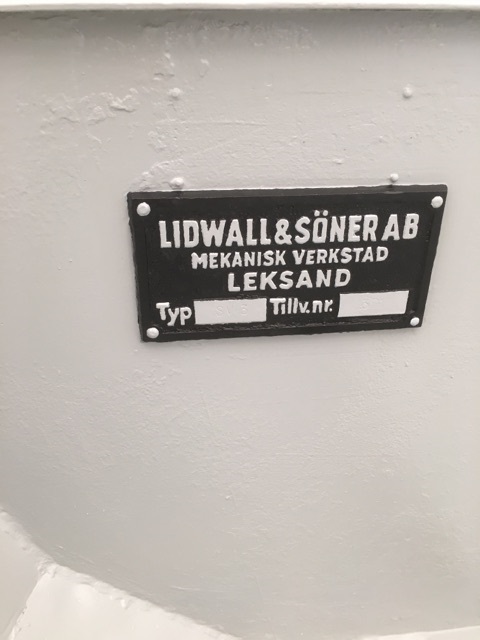 LIDWALL & SÖNER AB
MEKANISK VERKSTAD
LEKSAND
Typ Tillv.nr.